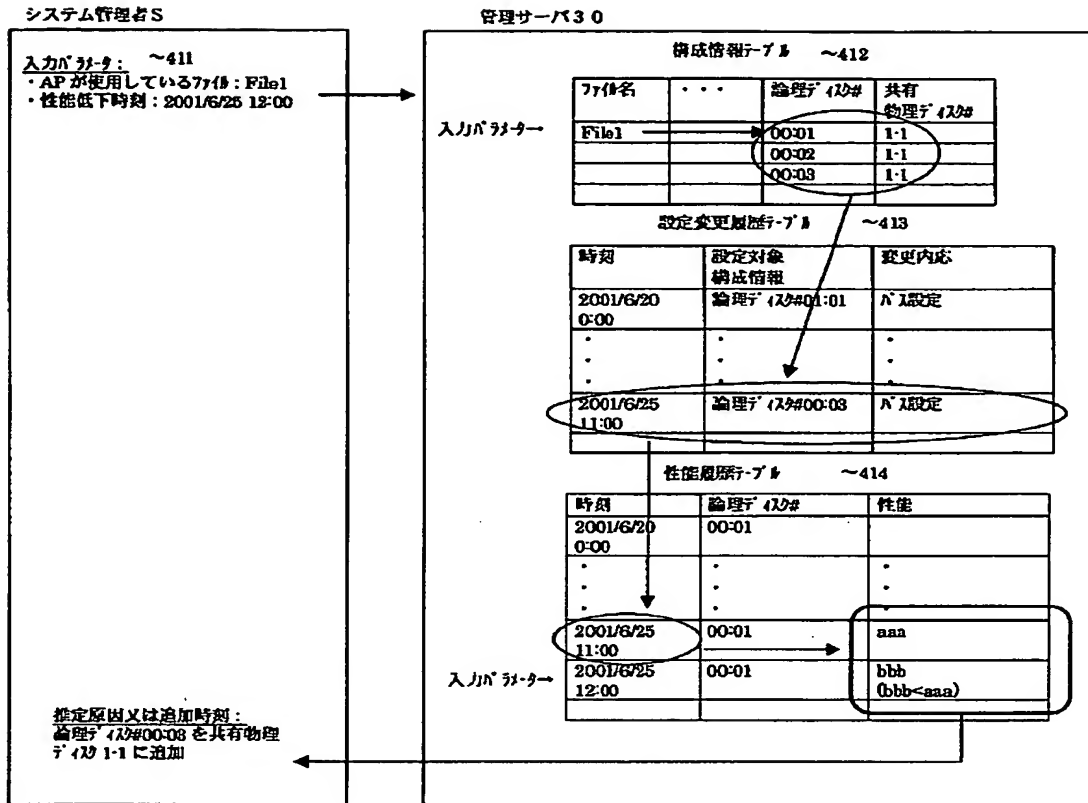 システム管理者S
管理サーバ30
入力パラメータ: ~411
・APが使用しているファイル:File1
・性能低下時刻:2001/6/25 12:00
構成情報テーブル ~412
ファイル名 ・・・ 論理ディスク# 共有
物理ディスク#
入力パラメーター→
File1 00:01 1-1
00:02 1-1
00:03 1-1
設定変更履歴テーブル ~413
時刻 設定対象 変更内応
構成情報
2001/6/20 論理ディスク#01:01 パス設定
0:00
2001/6/25 論理ディスク#00:03 パス設定
11:00
性能履歴テーブル ~414
時刻 論理ディスク# 性能
2001/6/20 00:01
0:00
2001/6/25 00:01 aaa
11:00
入力パラメーター→
2001/6/25 00:01 bbb
12:00 (bbb<aaa)
推定原因又は追加時刻:
論理ディスク#00:03を共有物理
ディスク 1-1 に追加